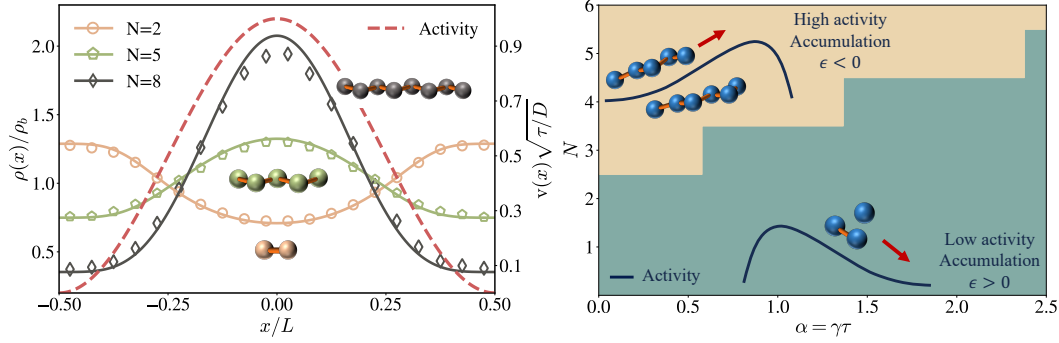 N=2
N=5
N=8
Activity
2.0
1.5
1.0
0.5
ρ(x)/ρ_b
0.9
0.7
0.5
0.3
0.1
v(x)√τ/D
−0.50
−0.25
0.00
0.25
0.50
x/L
High activity
Accumulation
ϵ < 0
Low activity
Accumulation
ϵ > 0
Activity
6
5
4
3
2
1
N
0.0
0.5
1.0
1.5
2.0
2.5
α = γτ